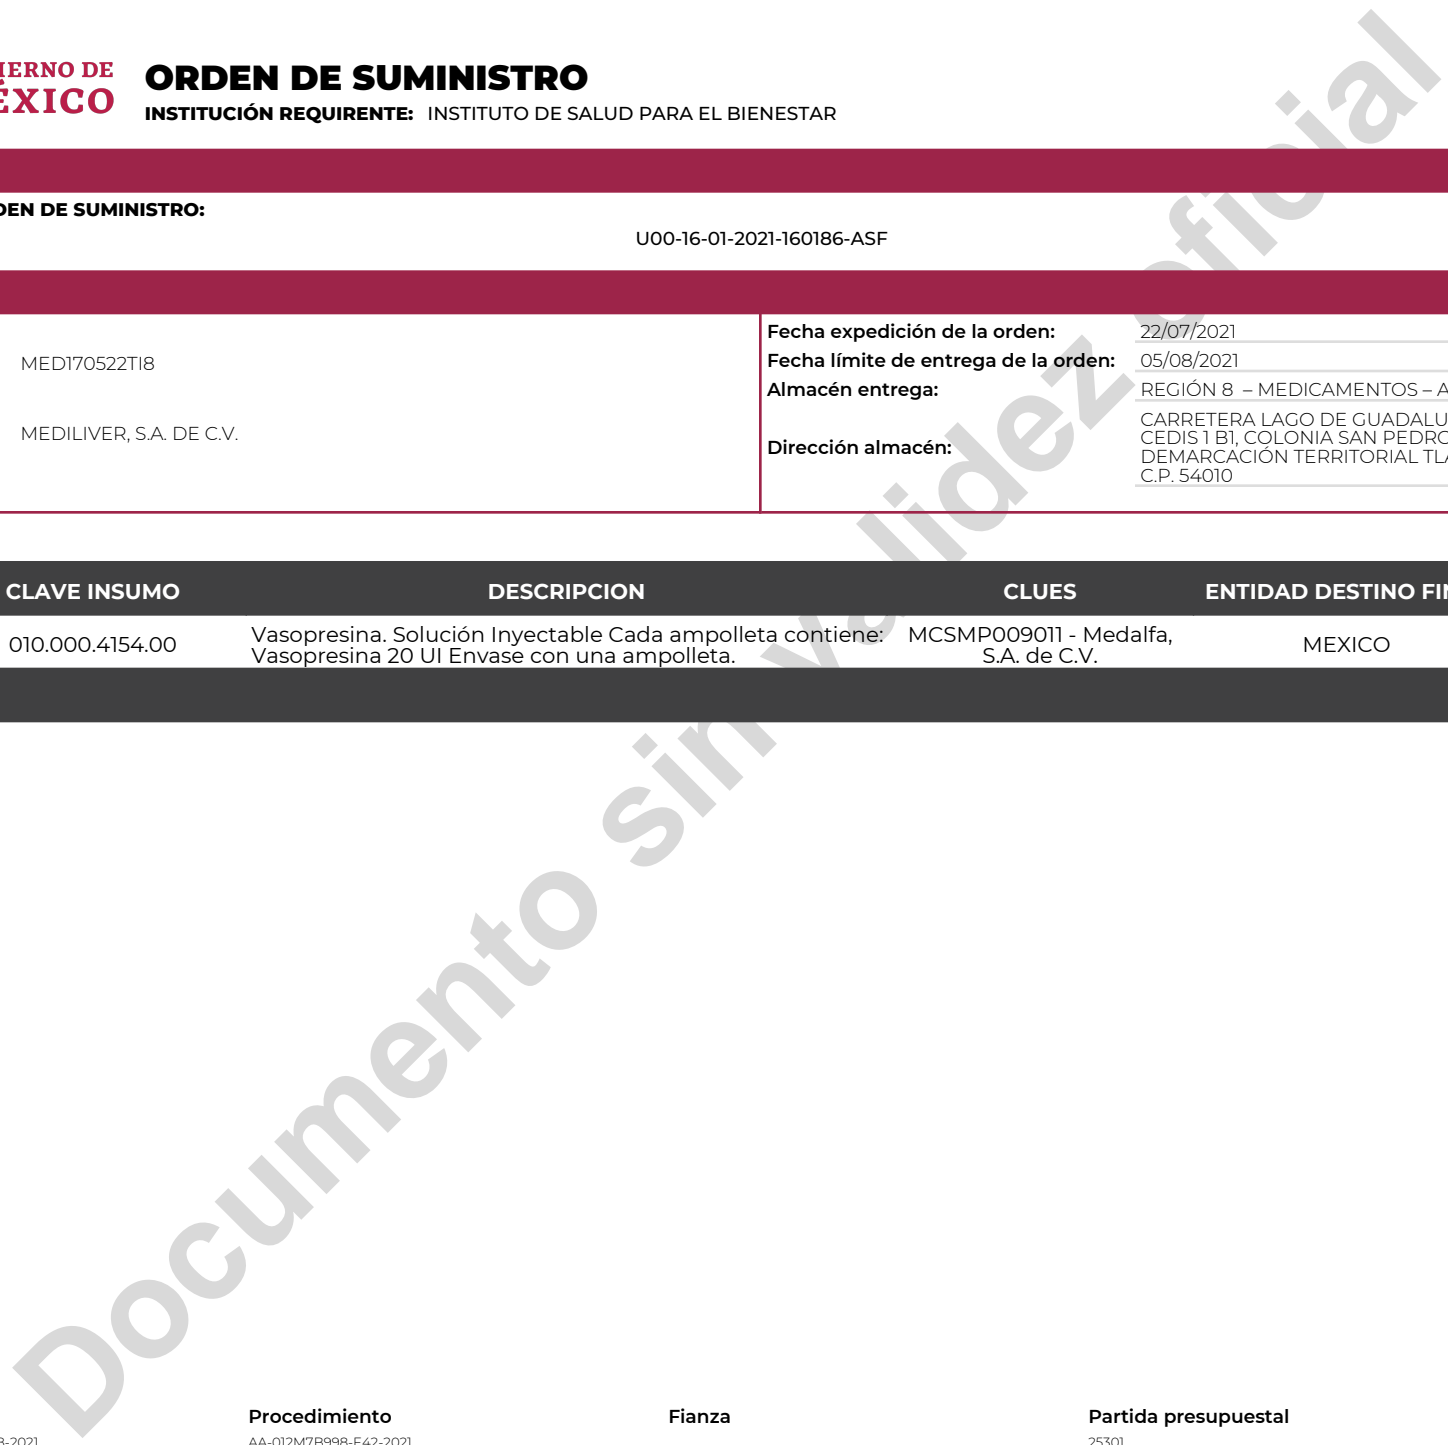 IERNO DE
ÉXICO
ORDEN DE SUMINISTRO
INSTITUCIÓN REQUIRENTE: INSTITUTO DE SALUD PARA EL BIENESTAR
DEN DE SUMINISTRO:
U00-16-01-2021-160186-ASF
MED170522TI8
MEDILIVER, S.A. DE C.V.
Fecha expedición de la orden: 22/07/2021
Fecha límite de entrega de la orden: 05/08/2021
Almacén entrega: REGIÓN 8 – MEDICAMENTOS – A
Dirección almacén:
CARRETERA LAGO DE GUADALU
CEDIS 1 B1, COLONIA SAN PEDRO
DEMARCACIÓN TERRITORIAL TLA
C.P. 54010
CLAVE INSUMO DESCRIPCION CLUES ENTIDAD DESTINO FIN
010.000.4154.00
Vasopresina. Solución Inyectable Cada ampolleta contiene:
Vasopresina 20 UI Envase con una ampolleta.
MCSMP009011 - Medalfa,
S.A. de C.V.
MEXICO
Documento sin validez oficial
Procedimiento Fianza Partida presupuestal
-2021 AA-012M7B998-E42-2021 25301